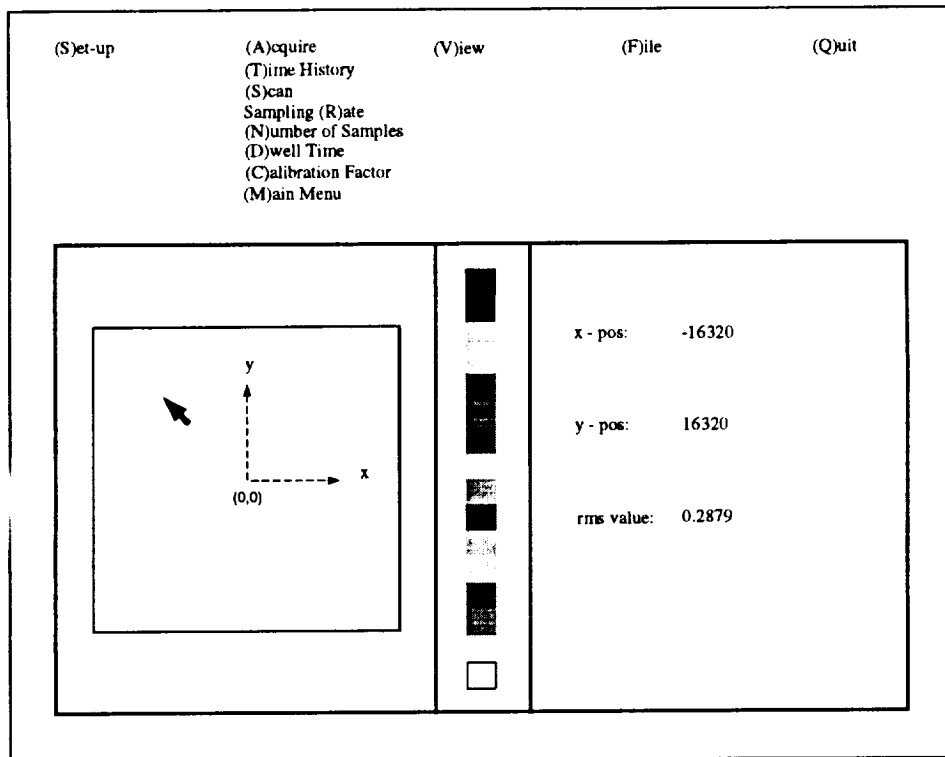 (S)et-up (A)cquire (V)iew (F)ile (Q)uit
(T)ime History
(S)can
Sampling (R)ate
(N)umber of Samples
(D)well Time
(C)alibration Factor
(M)ain Menu
x - pos: -16320
y
y - pos: 16320
x
(0,0)
rms value: 0.2879